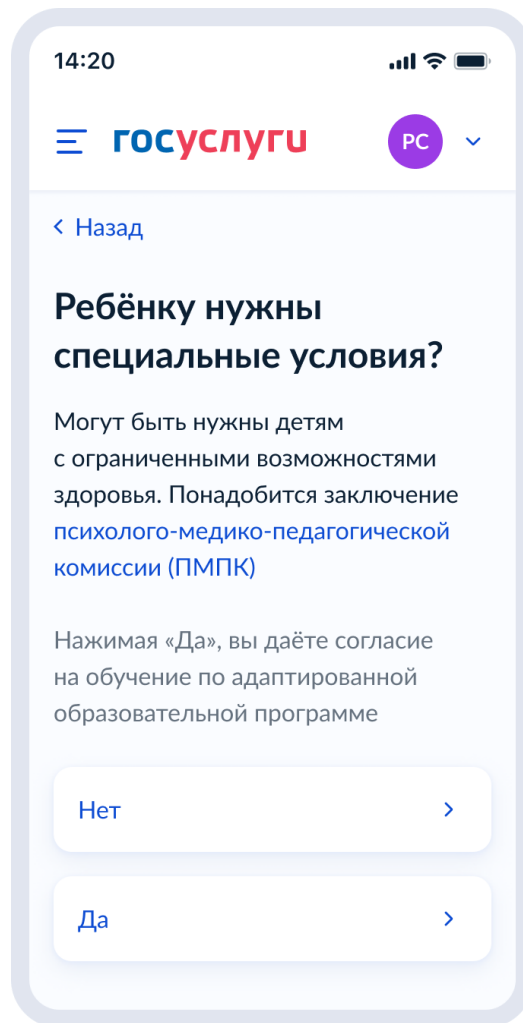 14:20
госуслуги
РС
Назад
Ребёнку нужны
специальные условия?
Могут быть нужны детям
с ограниченными возможностями
здоровья. Понадобится заключение
психолого-медико-педагогической
комиссии (ПМПК)
Нажимая «Да», вы даёте согласие
на обучение по адаптированной
образовательной программе
Нет
Да